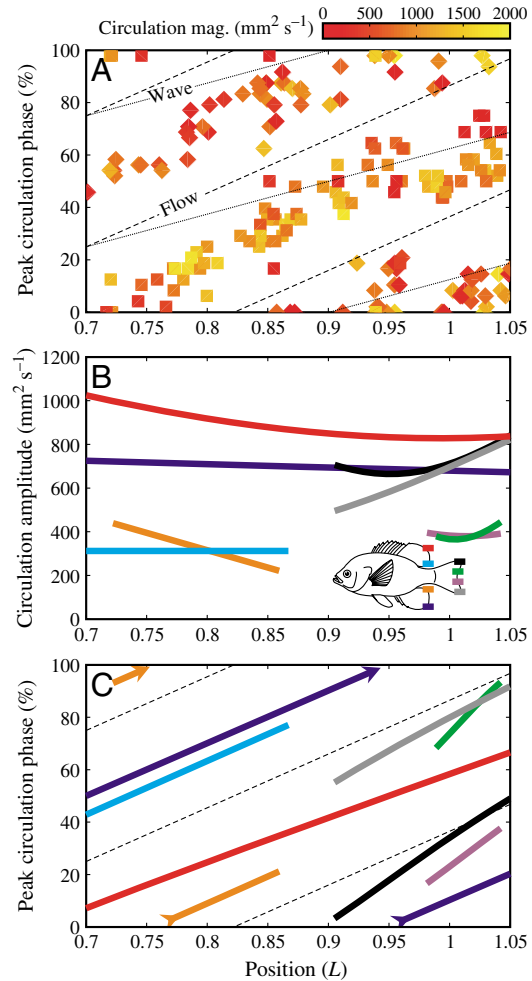 Circulation mag. (mm² s⁻¹)
0 500 1000 1500 2000
A
Peak circulation phase (%)
100
80
60
40
20
0
Wave
Flow
0.7 0.75 0.8 0.85 0.9 0.95 1 1.05
B
Circulation amplitude (mm² s⁻¹)
1200
1000
800
600
400
200
0
0.7 0.75 0.8 0.85 0.9 0.95 1 1.05
C
Peak circulation phase (%)
100
80
60
40
20
0
0.7 0.75 0.8 0.85 0.9 0.95 1 1.05
Position (L)